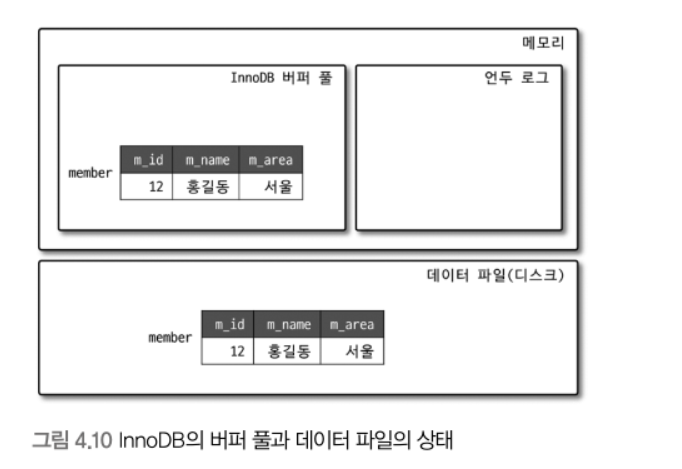 메모리
InnoDB 버퍼 풀
언두 로그
m_id m_name m_area
member
12 홍길동 서울
데이터 파일(디스크)
m_id m_name m_area
member
12 홍길동 서울
그림 4.10 InnoDB의 버퍼 풀과 데이터 파일의 상태